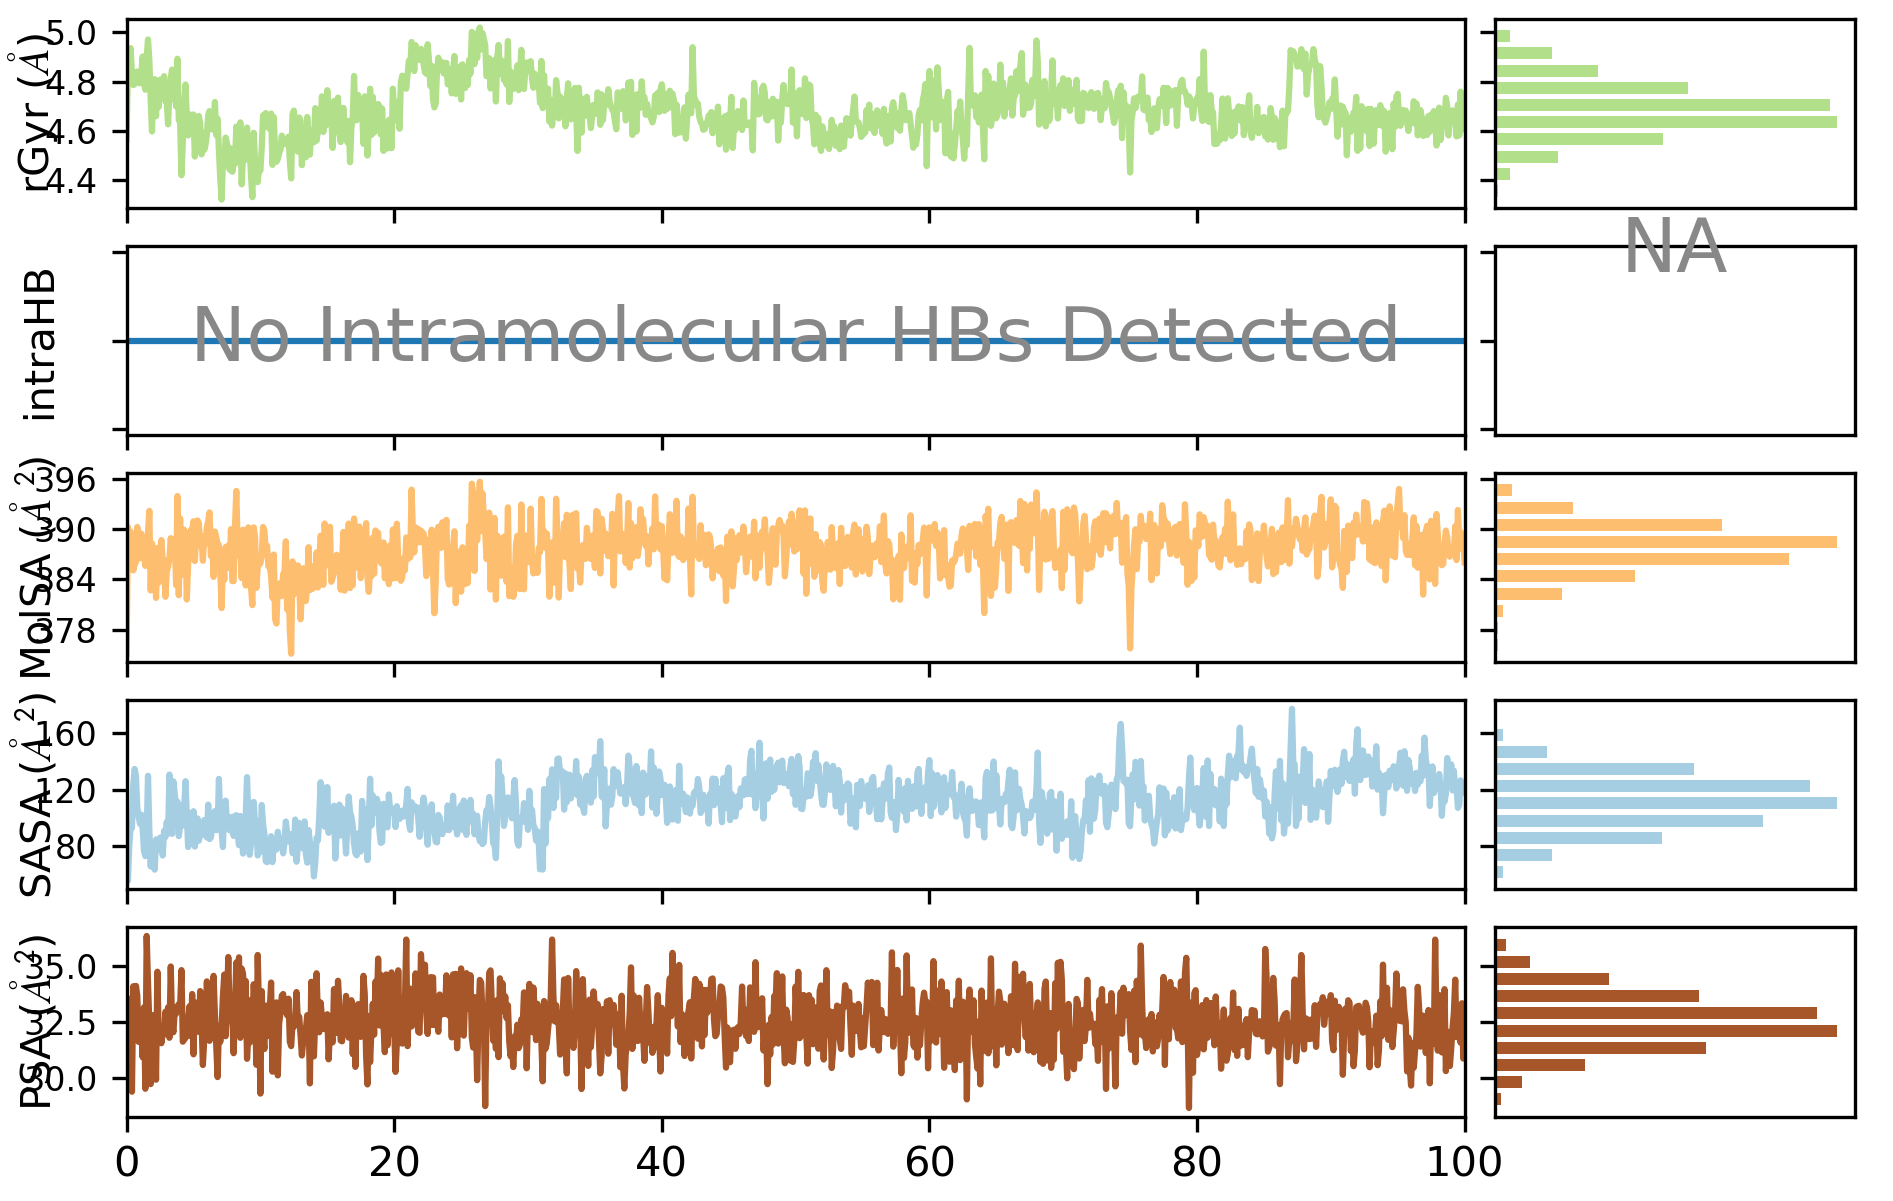 rGyr (Å)
5.0
4.8
4.6
4.4
NA
intraHB
No Intramolecular HBs Detected
MolSA (Å²)
396
390
384
378
SASA (Å²)
160
120
80
PSA (Å²)
35.0
32.5
30.0
0 20 40 60 80 100